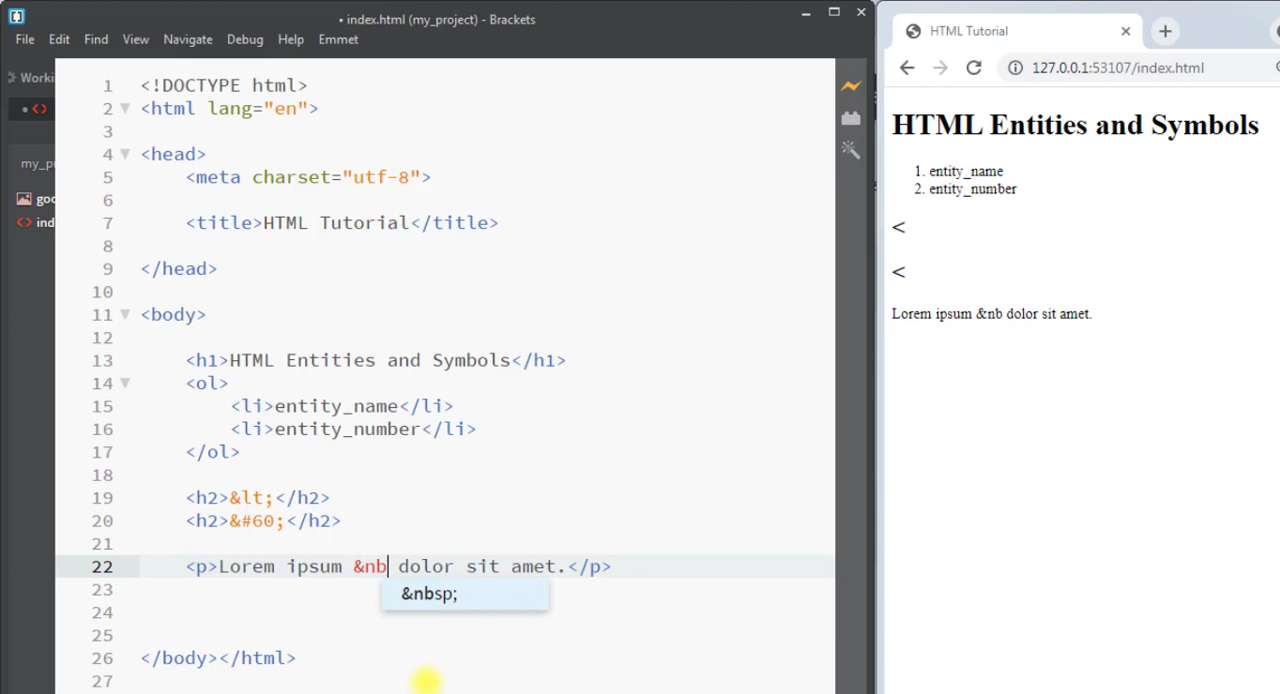 • index.html (my_project) - Brackets
File Edit Find View Navigate Debug Help Emmet
Workin
my_pr
goo
ind
1 <!DOCTYPE html>
2 <html lang="en">
3
4 <head>
5 <meta charset="utf-8">
6
7 <title>HTML Tutorial</title>
8
9 </head>
10
11 <body>
12
13 <h1>HTML Entities and Symbols</h1>
14 <ol>
15 <li>entity_name</li>
16 <li>entity_number</li>
17 </ol>
18
19 <h2>&lt;</h2>
20 <h2>&#60;</h2>
21
22 <p>Lorem ipsum &nb dolor sit amet.</p>
&nbsp;
23
24
25
26 </body></html>
27
HTML Tutorial
127.0.0.1:53107/index.html
HTML Entities and Symbols
1. entity_name
2. entity_number
<
<
Lorem ipsum &nb dolor sit amet.